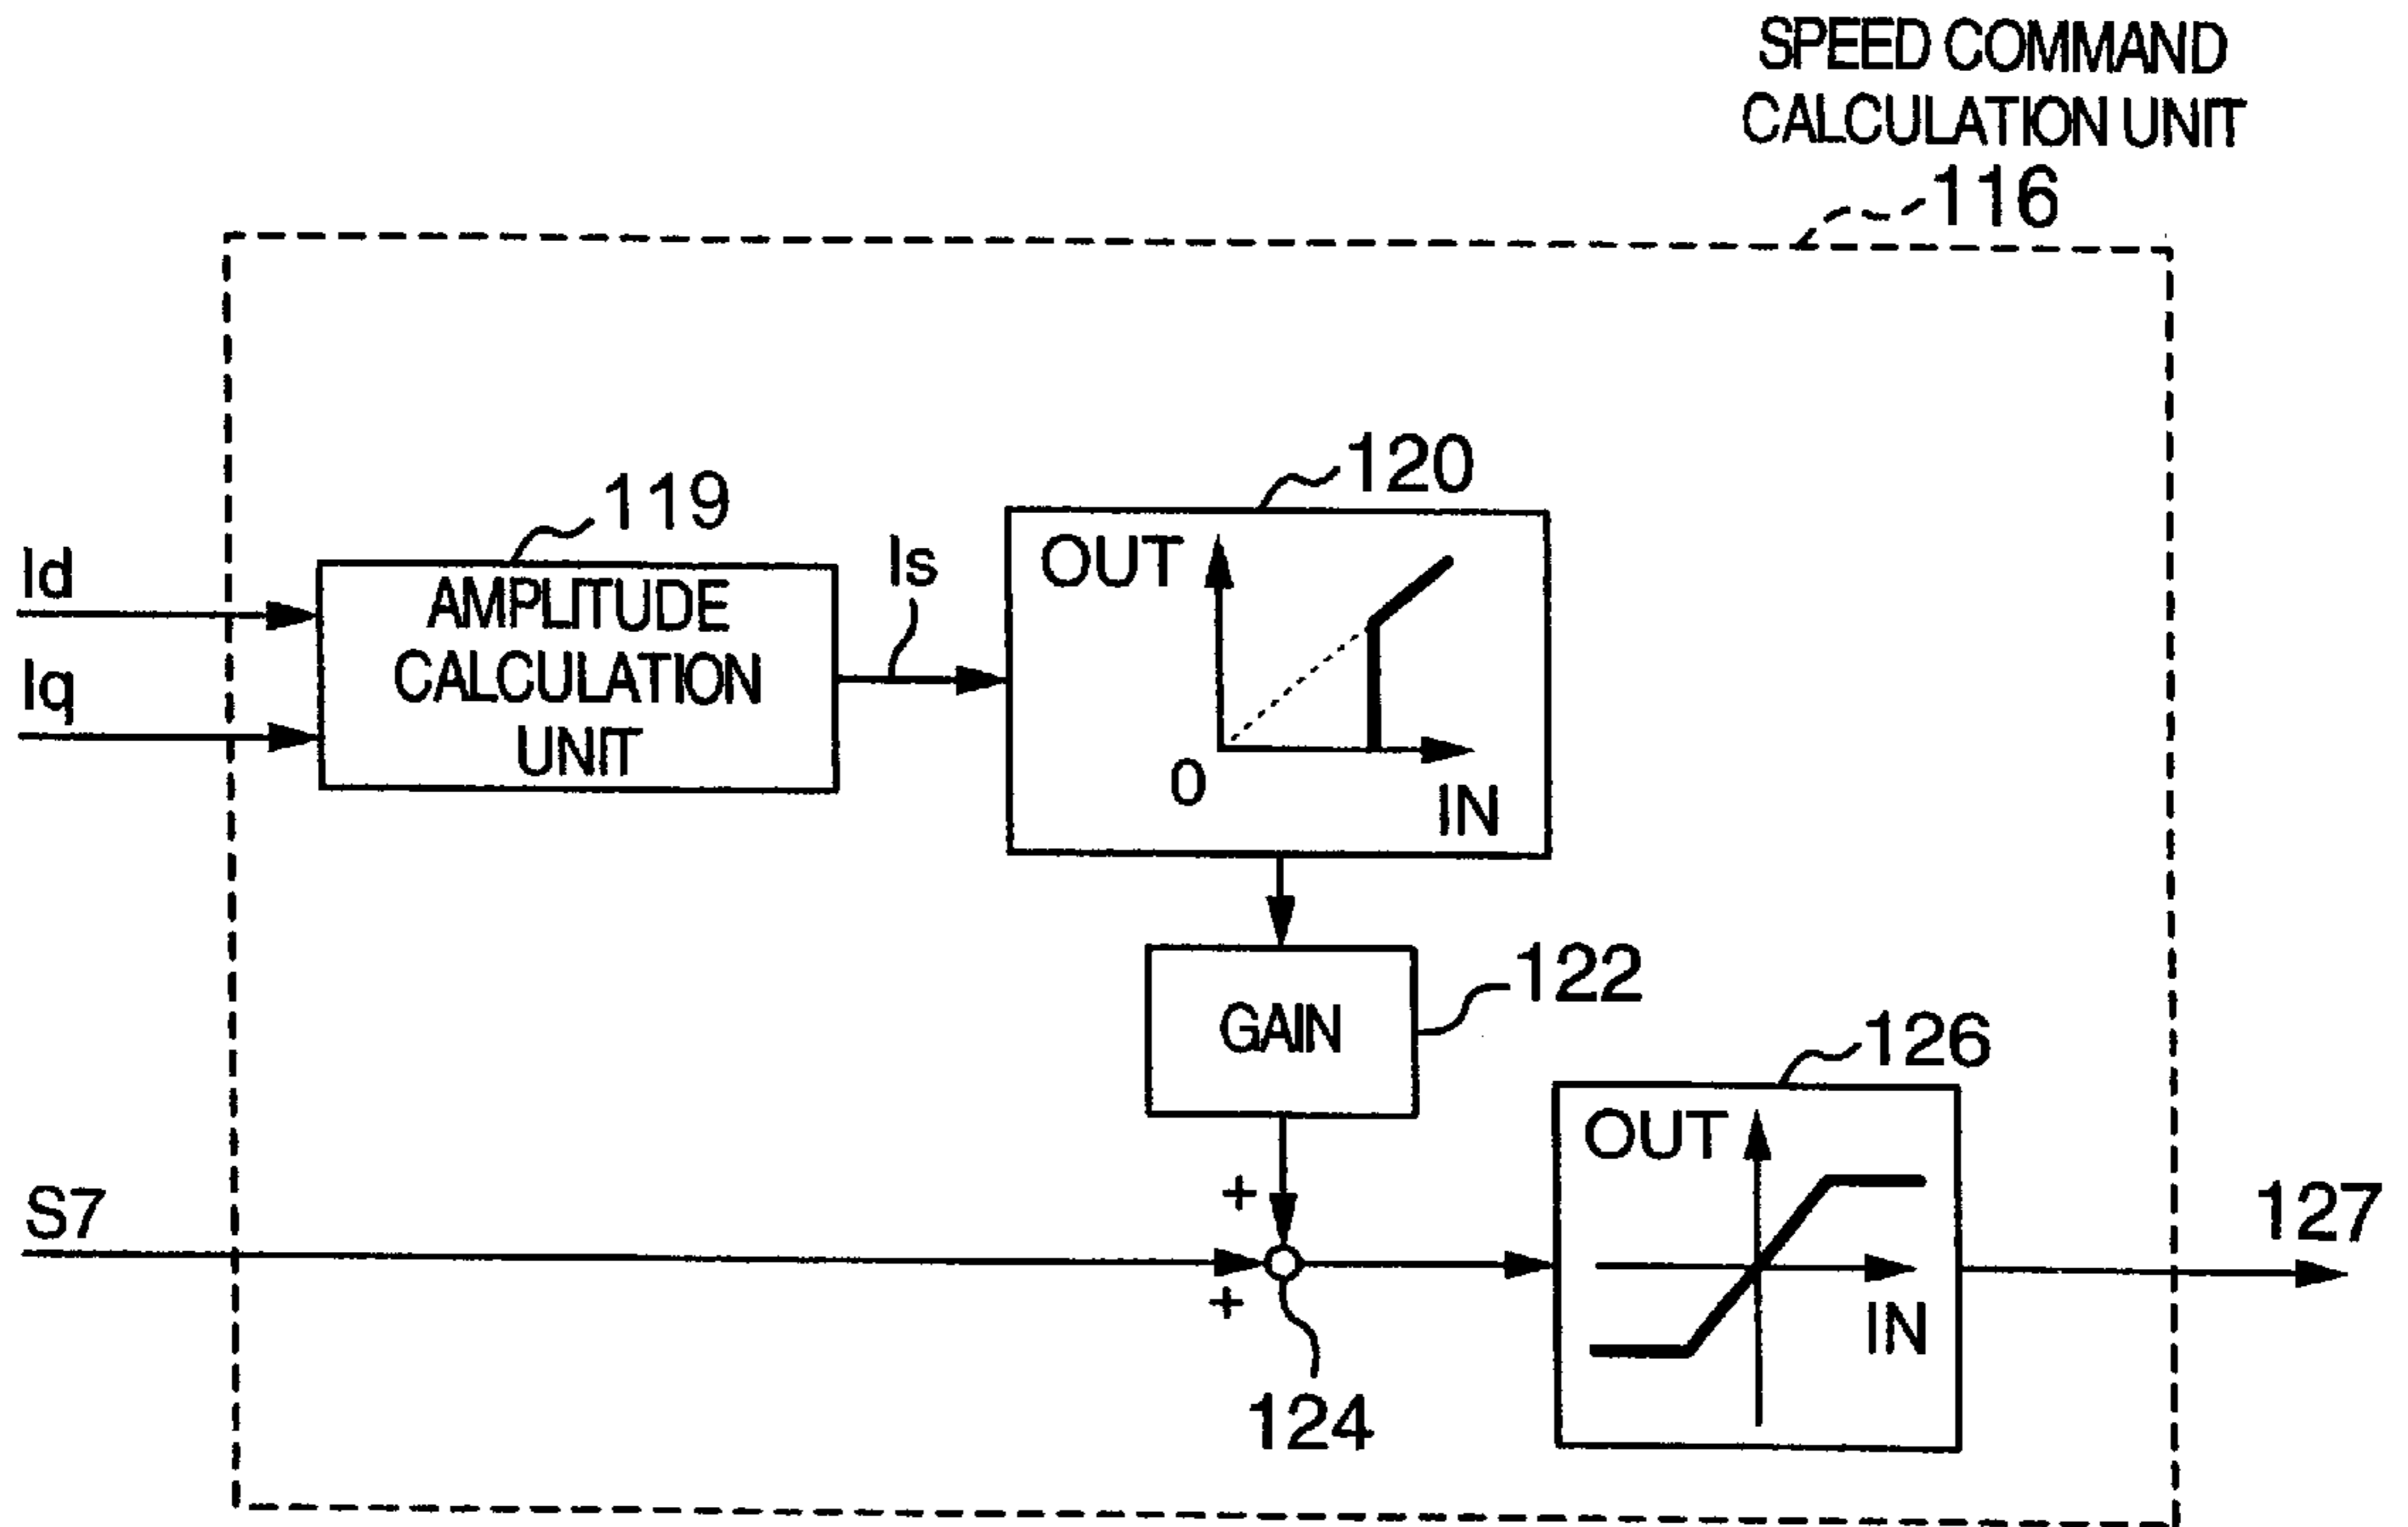 SPEED COMMAND
CALCULATION UNIT
116
119
120
Id
Iq
AMPLITUDE
CALCULATION
UNIT
Is
OUT
0
IN
GAIN
122
126
S7
+
+
124
OUT
IN
127